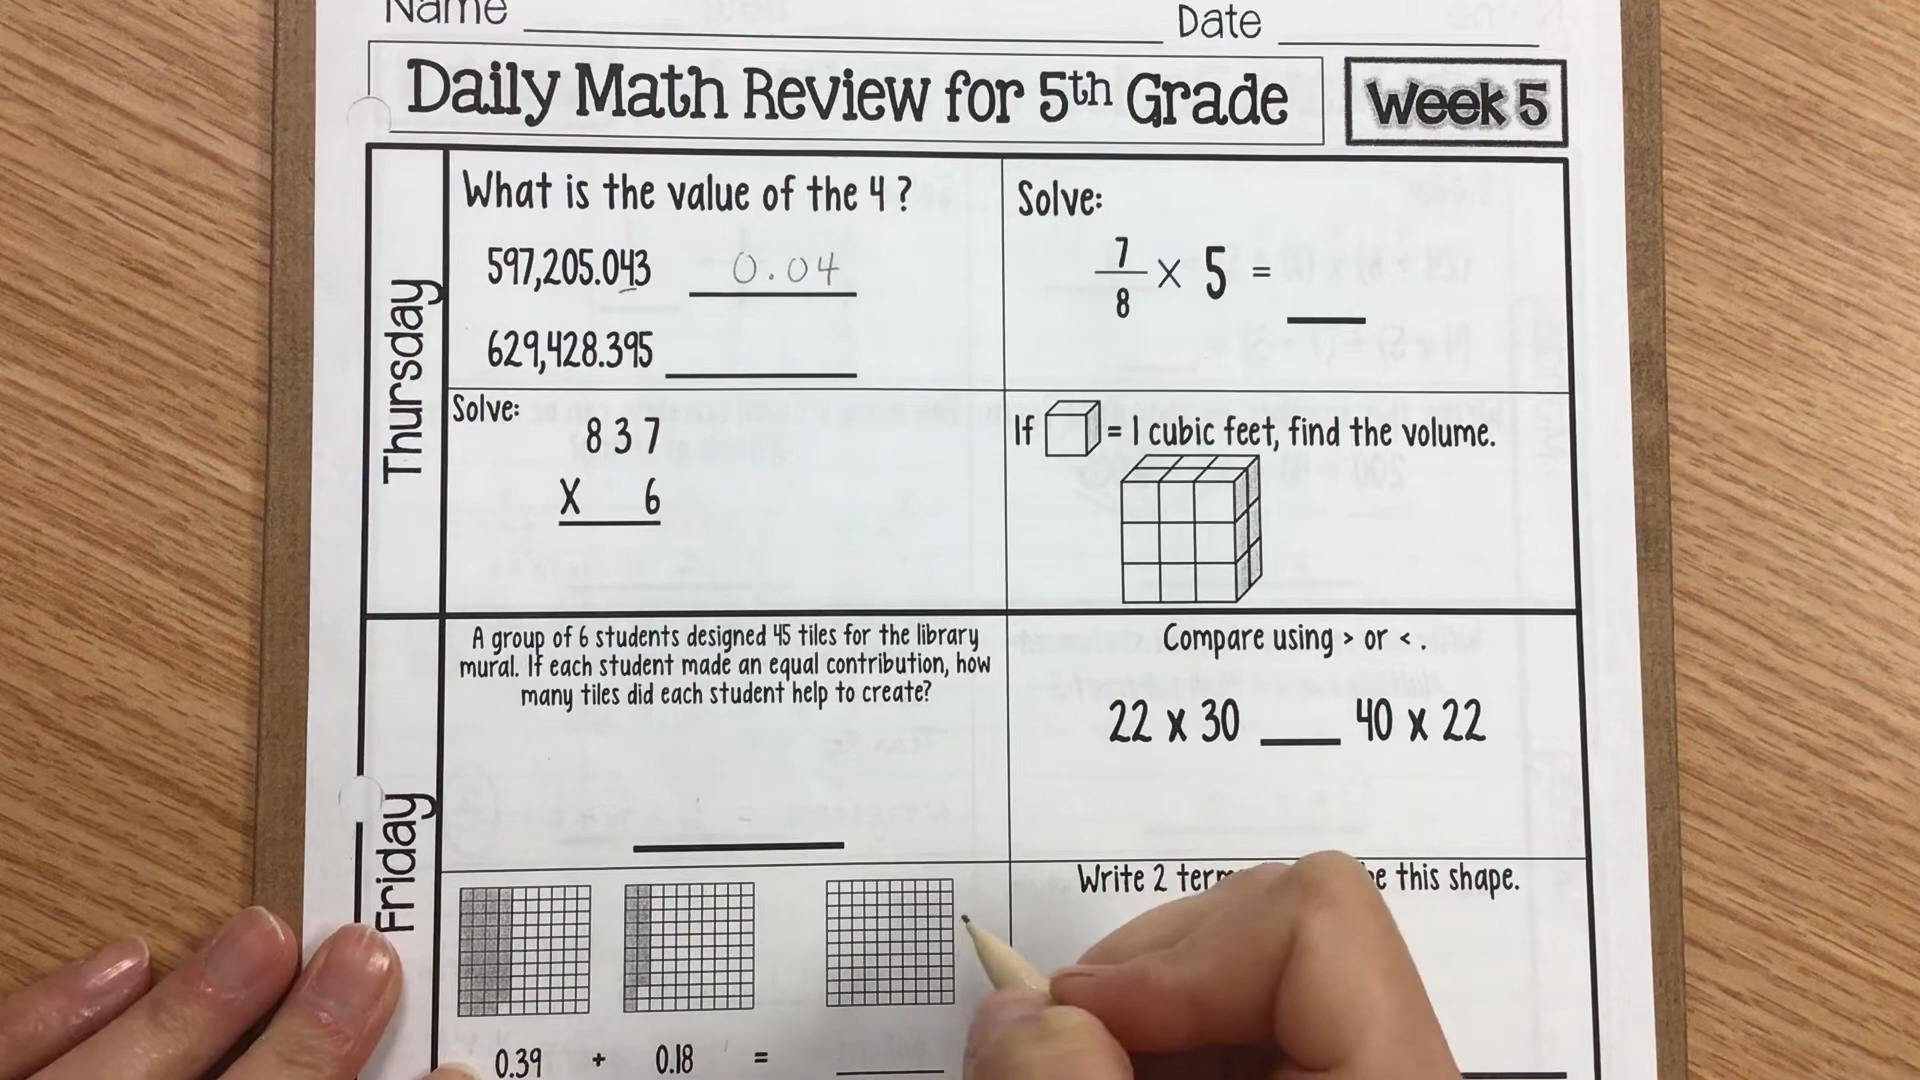 Name Date
Daily Math Review for 5th Grade
Week 5
Thursday
What is the value of the 4 ?
597,205.043 0.04
629,428.395
Solve:
7
8
× 5 =
Solve:
837
X 6
If = 1 cubic feet, find the volume.
Friday
A group of 6 students designed 45 tiles for the library
mural. If each student made an equal contribution, how
many tiles did each student help to create?
Compare using > or < .
22 x 30 40 x 22
0.39 + 0.18 =
Write 2 this shape.